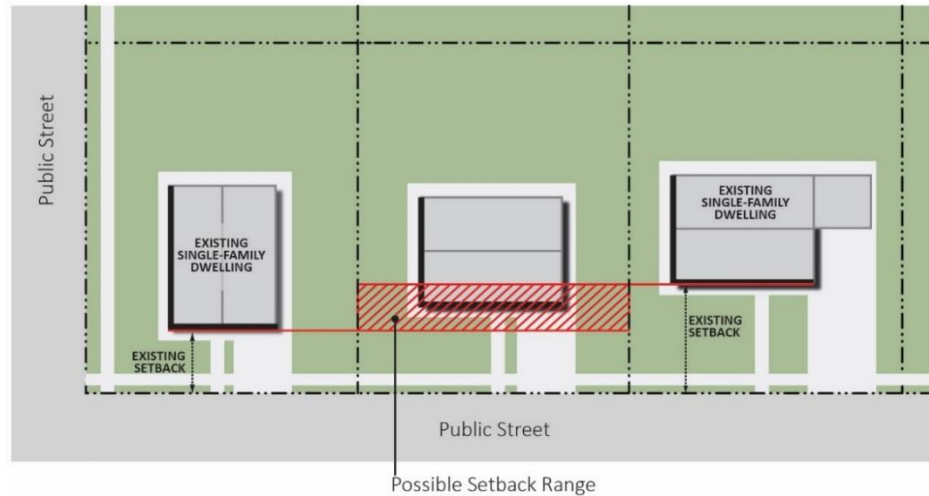 Public Street
EXISTING
SINGLE-FAMILY
DWELLING
EXISTING
SINGLE-FAMILY
DWELLING
EXISTING
SETBACK
EXISTING
SETBACK
Public Street
Possible Setback Range